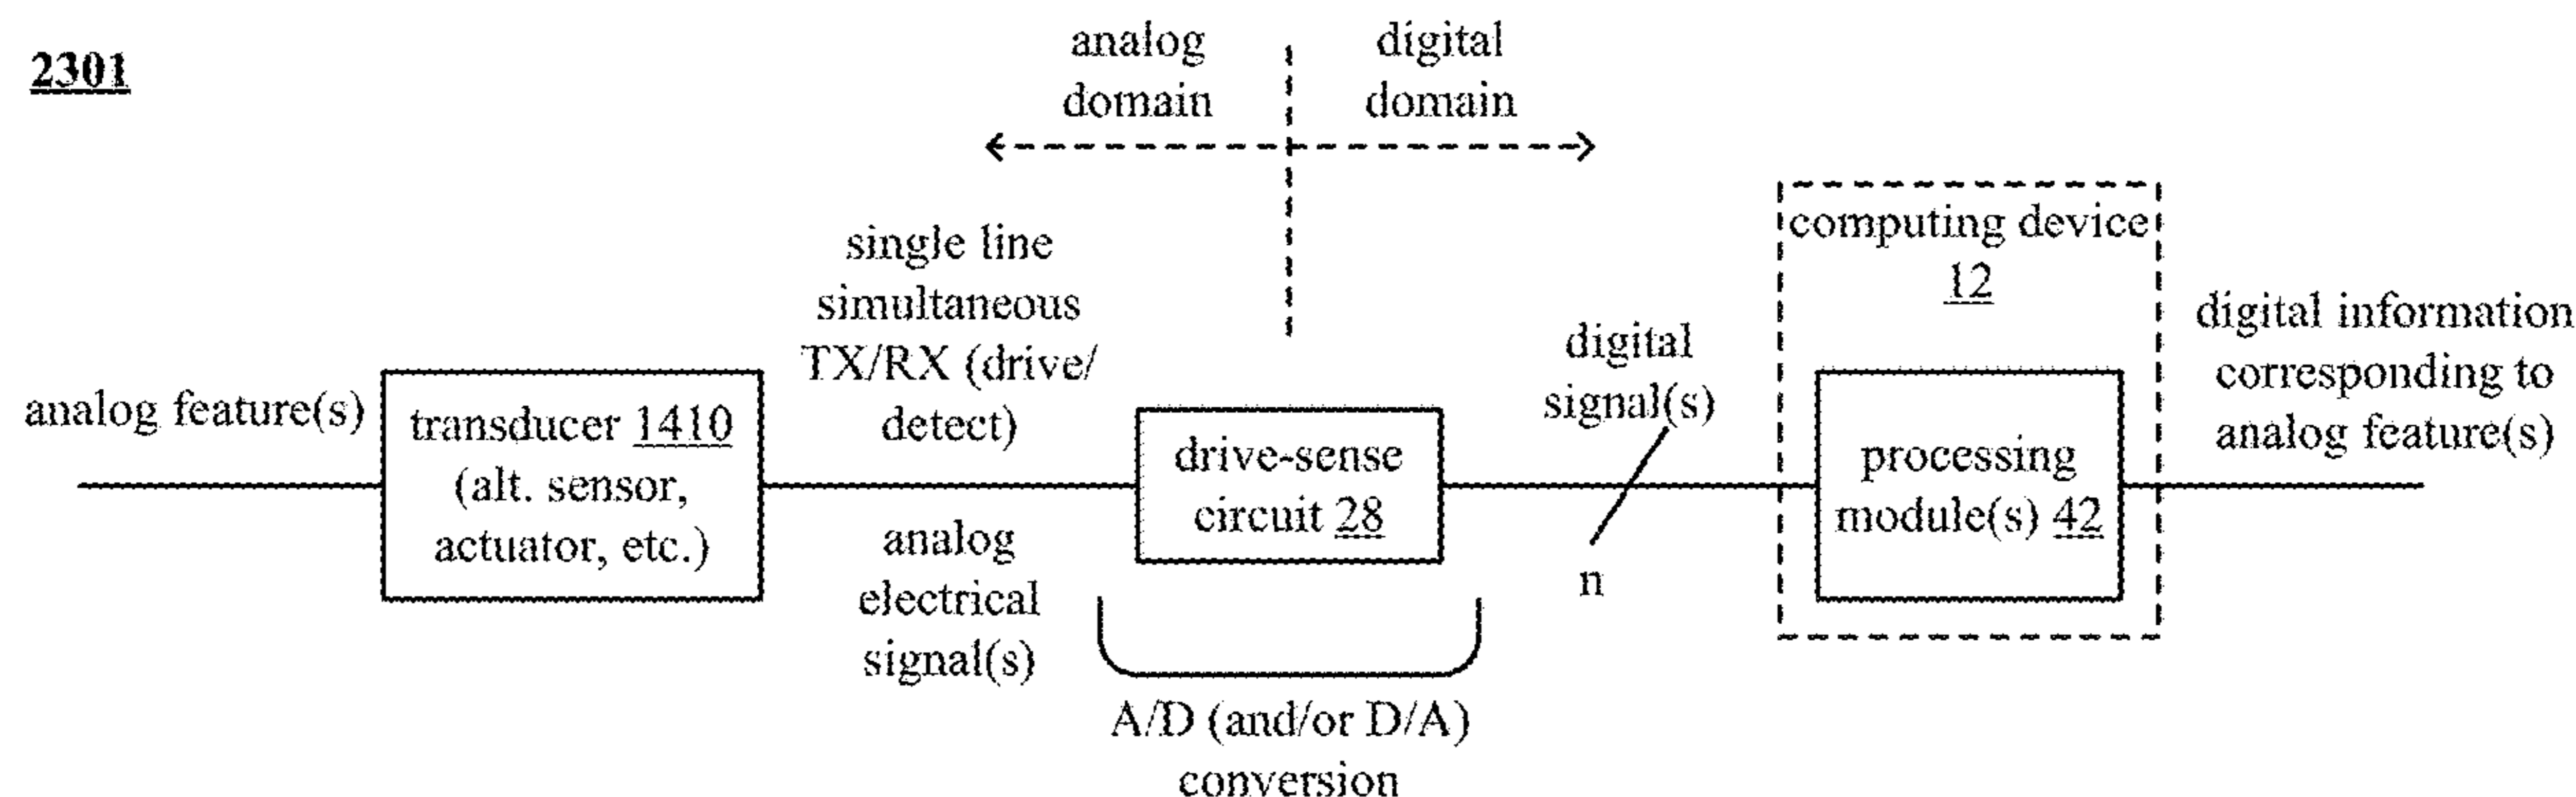 2301
analog
domain
digital
domain
analog feature(s)
transducer 1410
(alt. sensor,
actuator, etc.)
single line
simultaneous
TX/RX (drive/
detect)
analog
electrical
signal(s)
drive-sense
circuit 28
A/D (and/or D/A)
conversion
digital
signal(s)
n
computing device
12
processing
module(s) 42
digital information
corresponding to
analog feature(s)